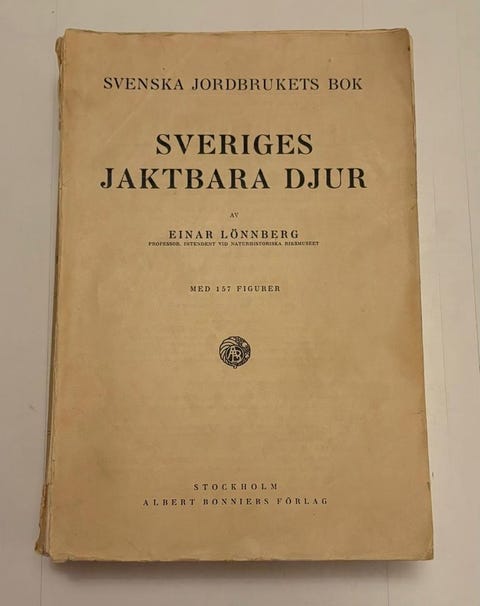 SVENSKA JORDBRUKETS BOK
SVERIGES
JAKTBARA DJUR
AV
EINAR LÖNNBERG
PROFESSOR, INTENDENT VID NATURHISTORISKA RIKSMUSEET
MED 157 FIGURER
AB
STOCKHOLM
ALBERT BONNIERS FÖRLAG